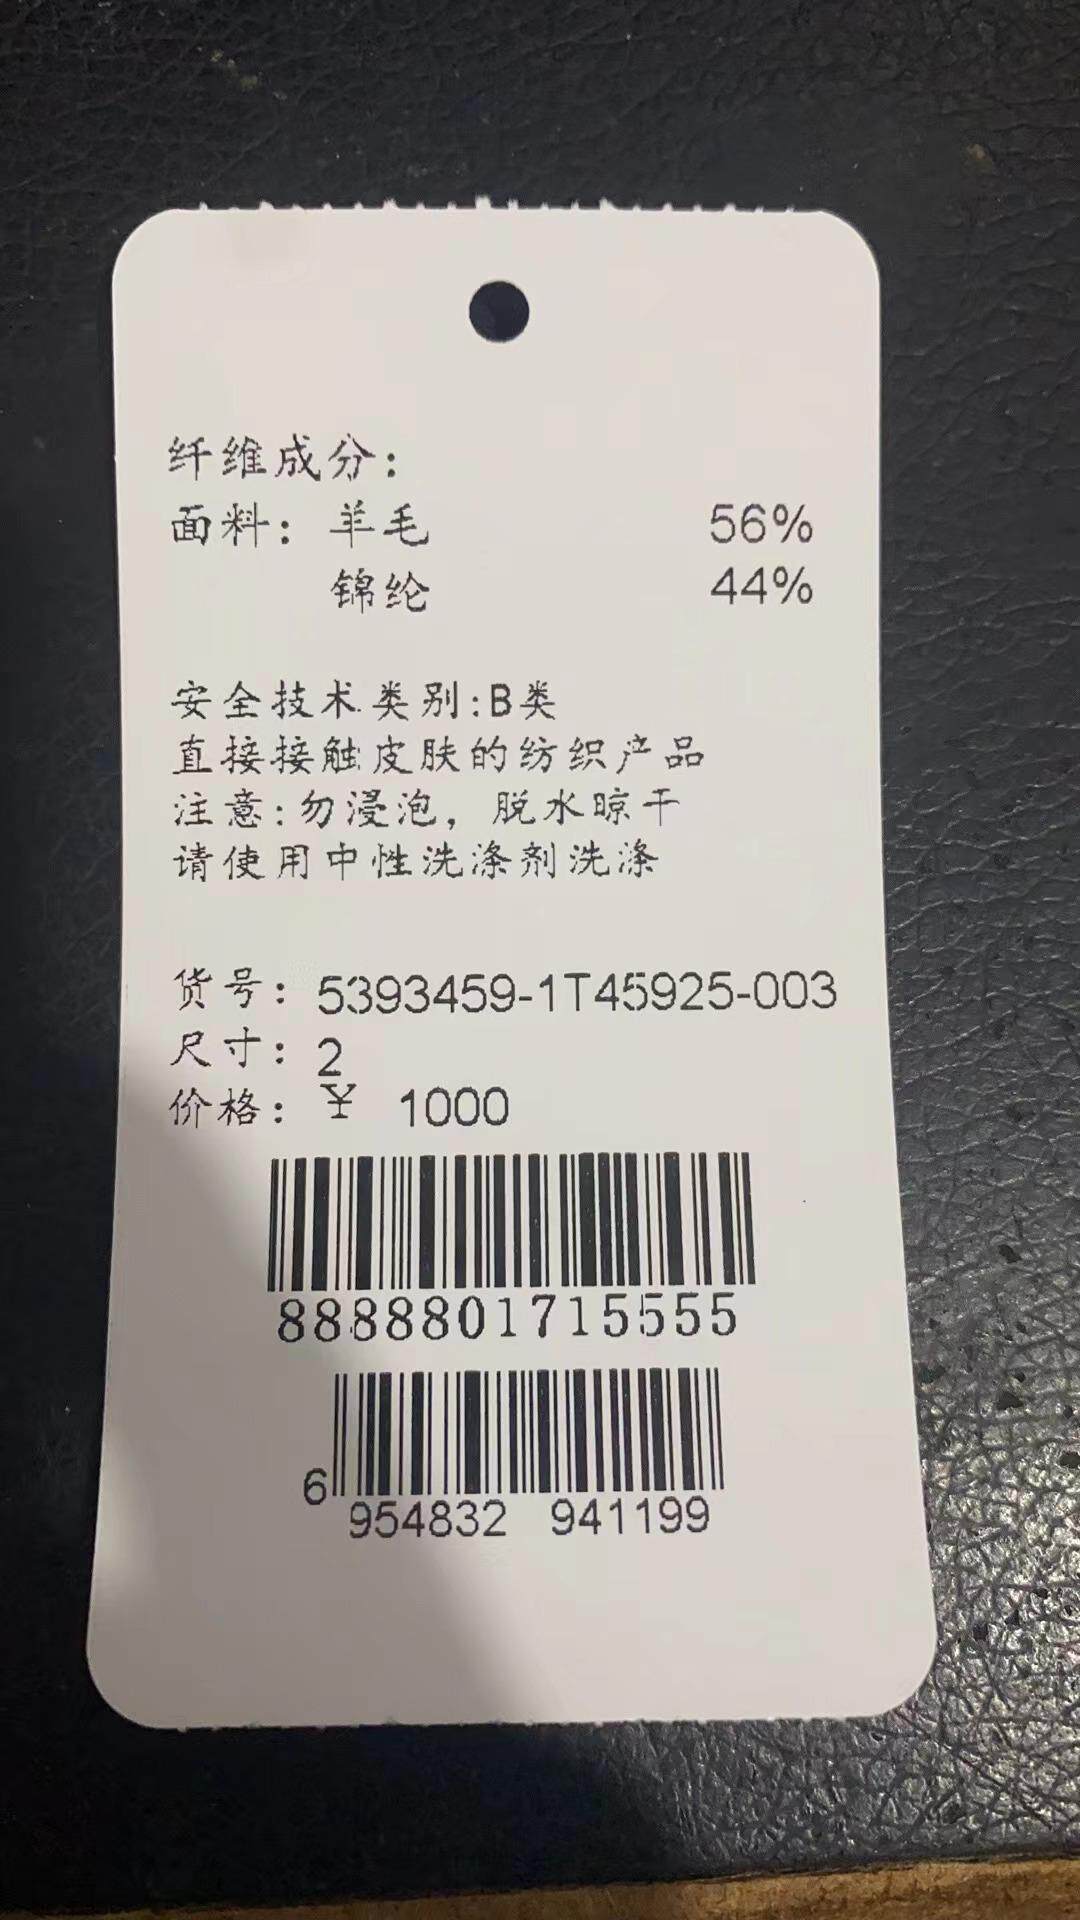 纤维成分:
面料: 羊毛 56%
锦纶 44%
安全技术类别:B类
直接接触皮肤的纺织产品
注意:勿浸泡，脱水晾干
请使用中性洗涤剂洗涤
货号: 5393459-1T45925-003
尺寸: 2
价格: ¥ 1000
8888801715555
6 954832 941199